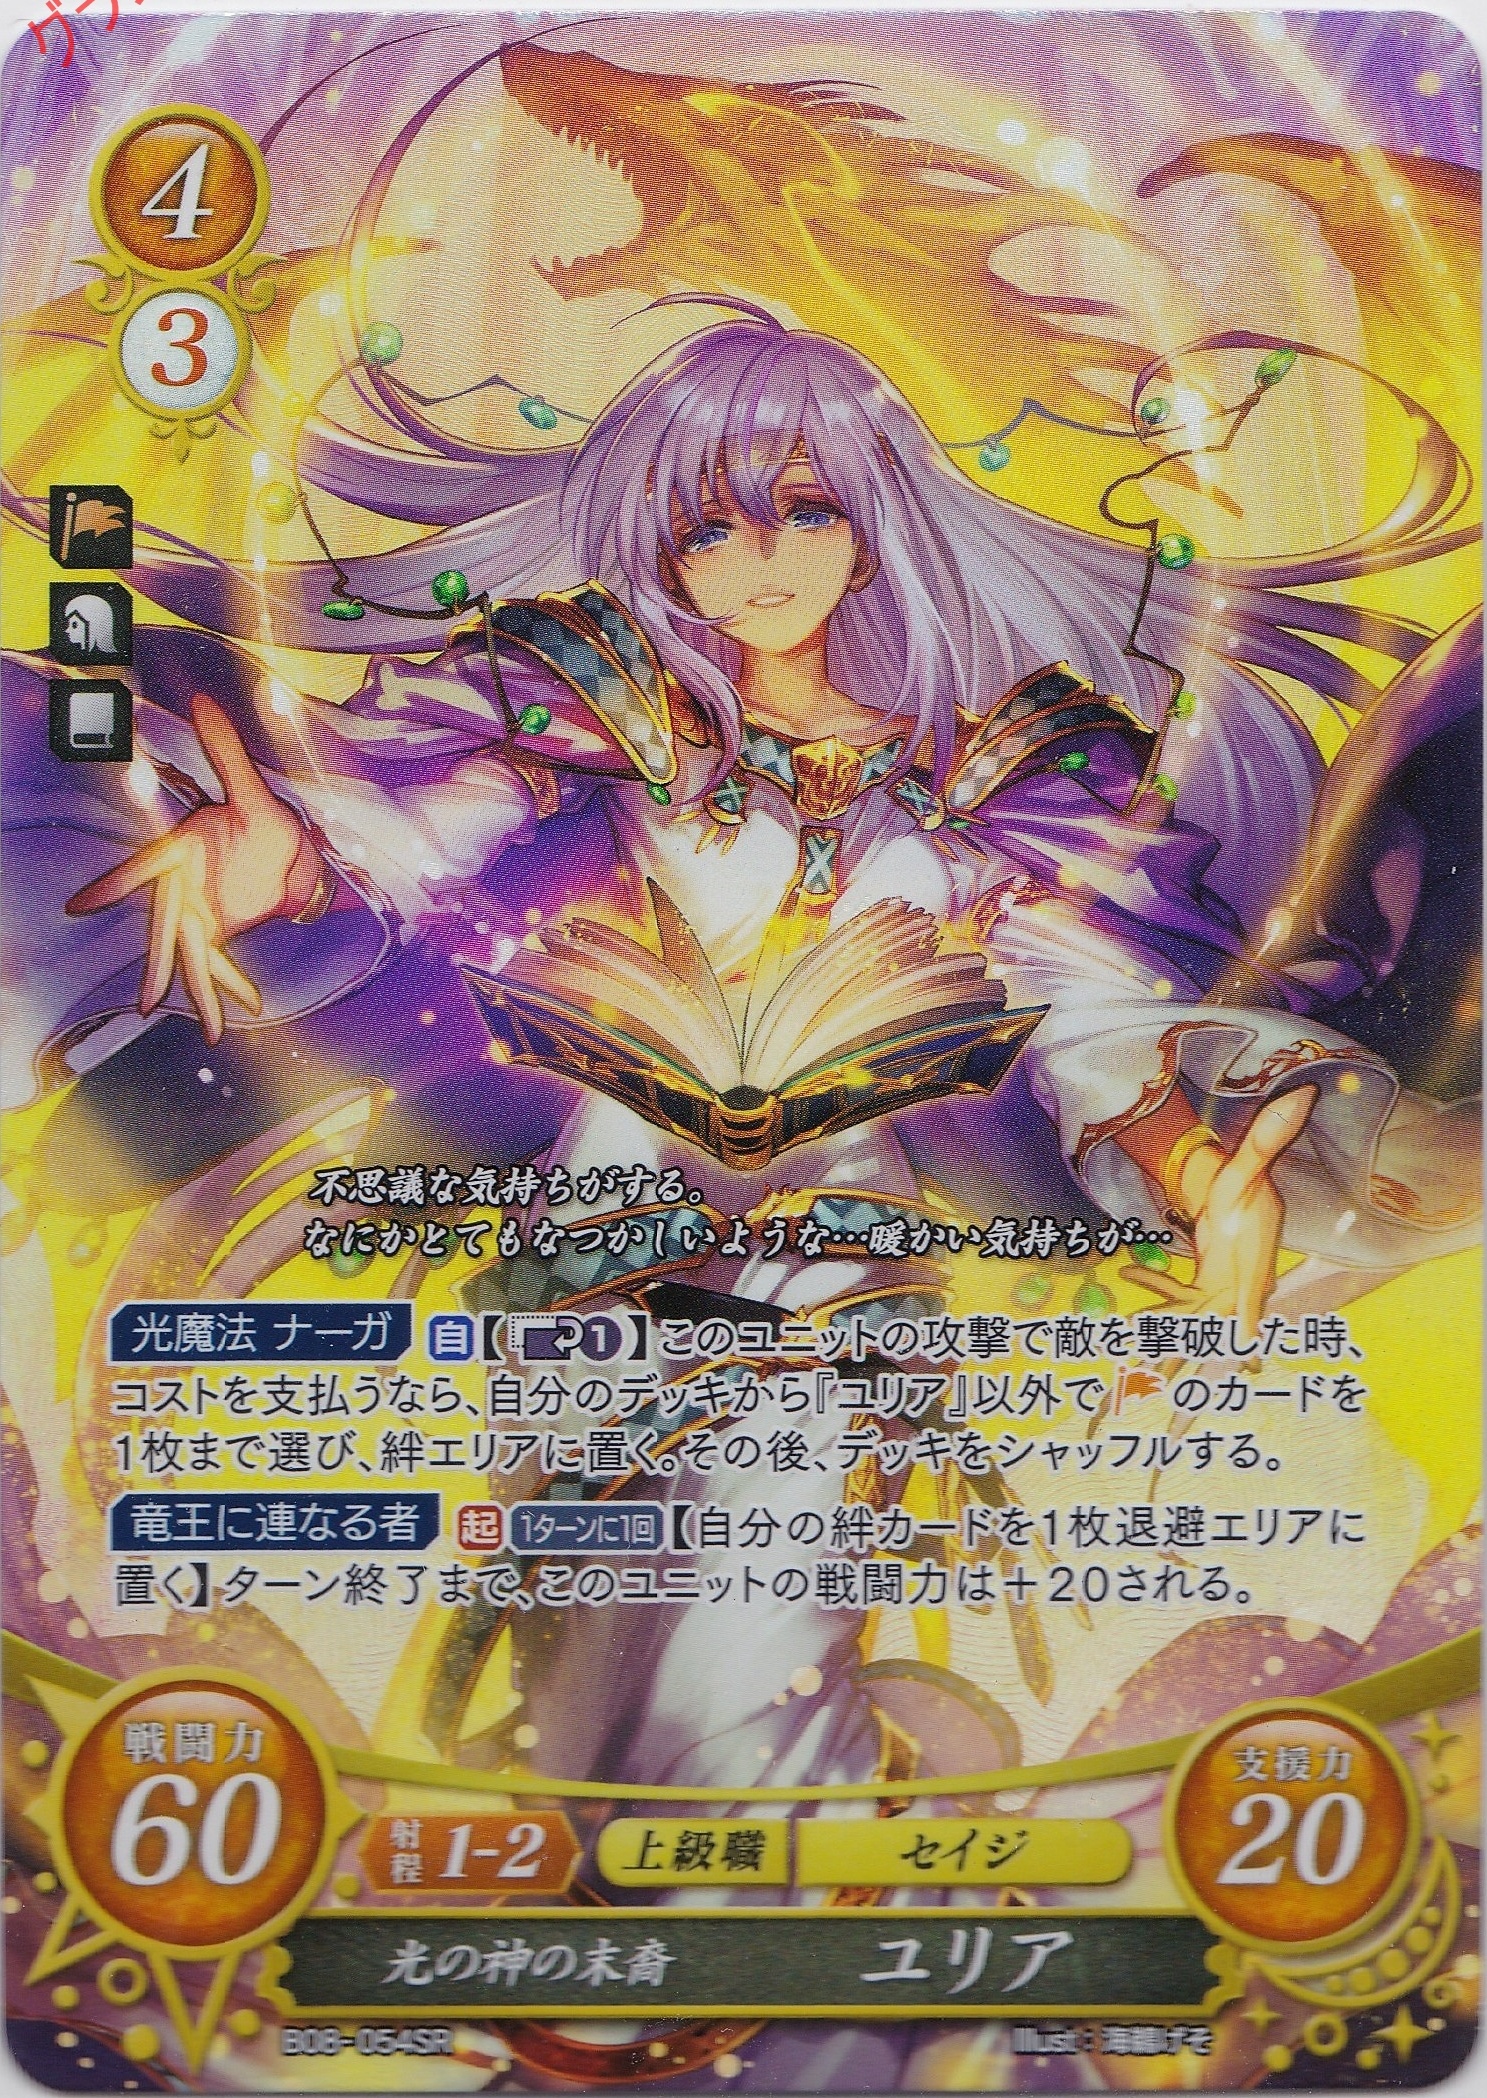 グラ
4
3
不思議な気持ちがする。
なにかとてもなつかしいような…暖かい気持ちが…
光魔法 ナーガ 自【1】このユニットの攻撃で敵を撃破した時、
コストを支払うなら、自分のデッキから『ユリア』以外でのカードを
1枚まで選び、絆エリアに置く。その後、デッキをシャッフルする。
竜王に連なる者 起 1ターンに1回【自分の絆カードを1枚退避エリアに
置く】ターン終了まで、このユニットの戦闘力は+20される。
戦闘力
60
射程 1-2
上級職 セイジ
支援力
20
光の神の末裔 ユリア
B08-054SR Illust：